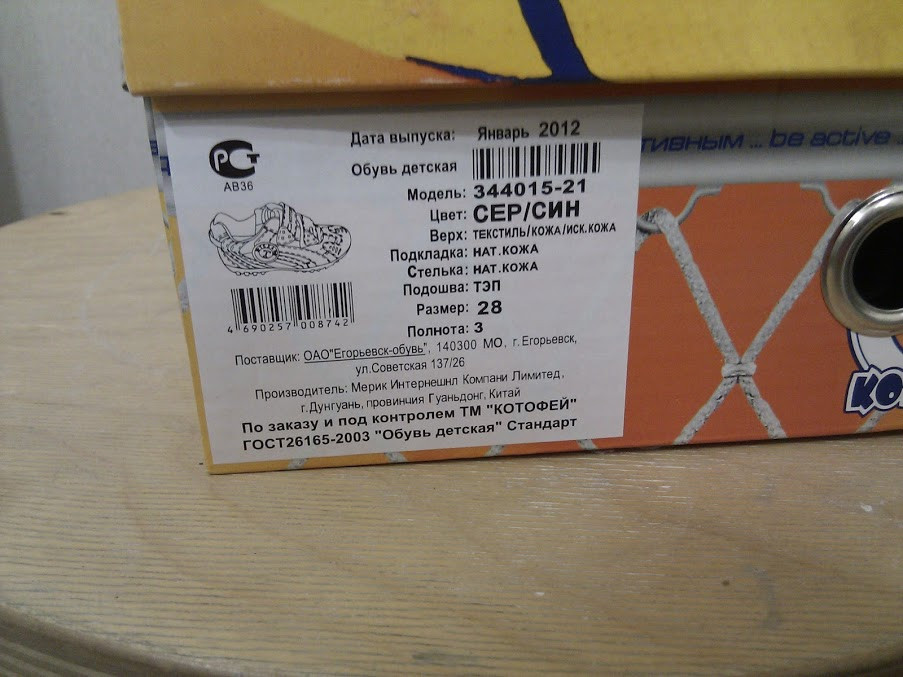 Дата выпуска: Январь 2012
РСТ
АВ36
Обувь детская
Модель: 344015-21
Цвет: СЕР/СИН
Верх: ТЕКСТИЛЬ/КОЖА/ИСК.КОЖА
Подкладка: НАТ.КОЖА
Стелька: НАТ.КОЖА
Подошва: ТЭП
Размер: 28
Полнота: 3
4 690257 008742
Поставщик: ОАО"Егорьевск-обувь", 140300 МО, г. Егорьевск,
ул.Советская 137/26
Производитель: Мерик Интернешнл Компани Лимитед,
г.Дунгуань, провинция Гуаньдонг, Китай
По заказу и под контролем ТМ "КОТОФЕЙ"
ГОСТ26165-2003 "Обувь детская" Стандарт
тивным ... be active ...
КО